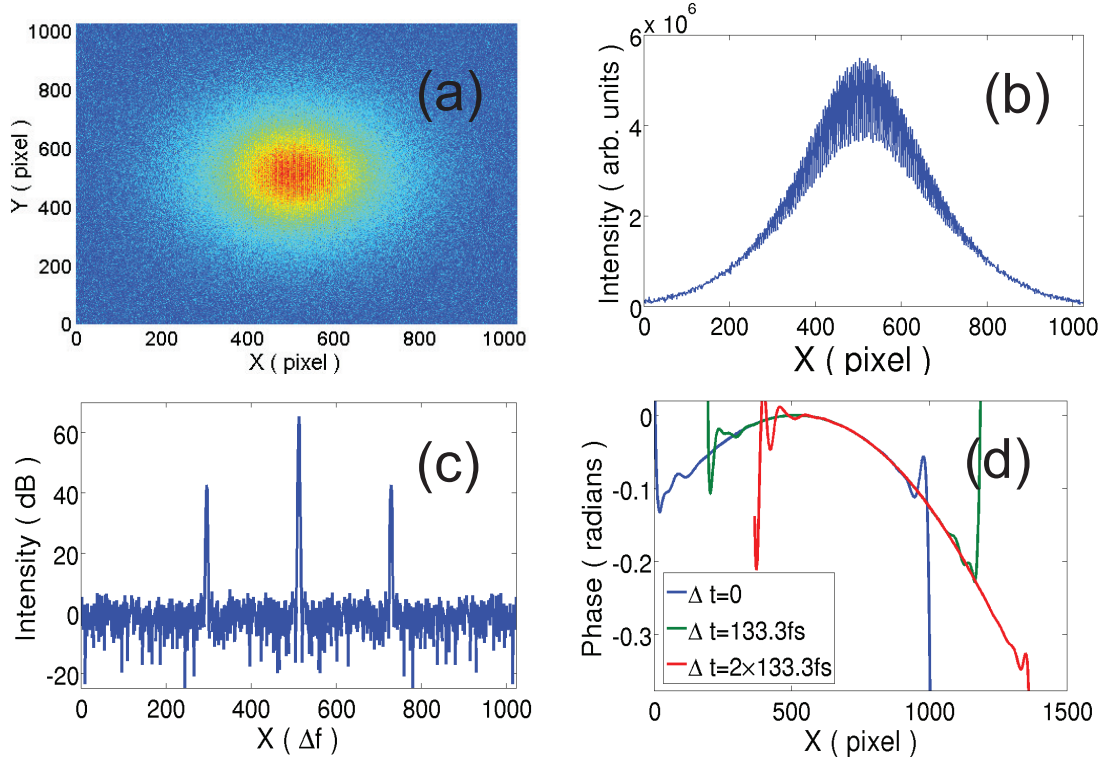 (a)
Y ( pixel )
1000
800
600
400
200
0
0 200 400 600 800 1000
X ( pixel )
(b)
× 10⁶
Intensity ( arb. units )
6
4
2
0
0 200 400 600 800 1000
X ( pixel )
(c)
Intensity ( dB )
60
40
20
0
-20
0 200 400 600 800 1000
X ( Δf )
(d)
Phase ( radians )
0
-0.1
-0.2
-0.3
Δ t=0
Δ t=133.3fs
Δ t=2×133.3fs
0 500 1000 1500
X ( pixel )